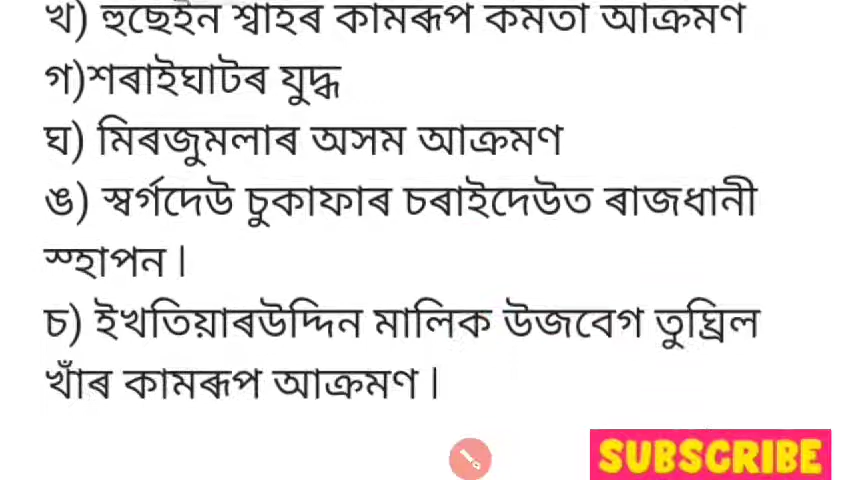 খ) হুছেইন শ্বাহৰ কামৰূপ কমতা আক্ৰমণ
গ)শৰাইঘাটৰ যুদ্ধ
ঘ) মিৰজুমলাৰ অসম আক্ৰমণ
ঙ) স্বৰ্গদেউ চুকাফাৰ চৰাইদেউত ৰাজধানী
স্হাপন।
চ) ইখতিয়াৰউদ্দিন মালিক উজবেগ তুঘ্ৰিল
খাঁৰ কামৰূপ আক্ৰমণ।
SUBSCRIBE